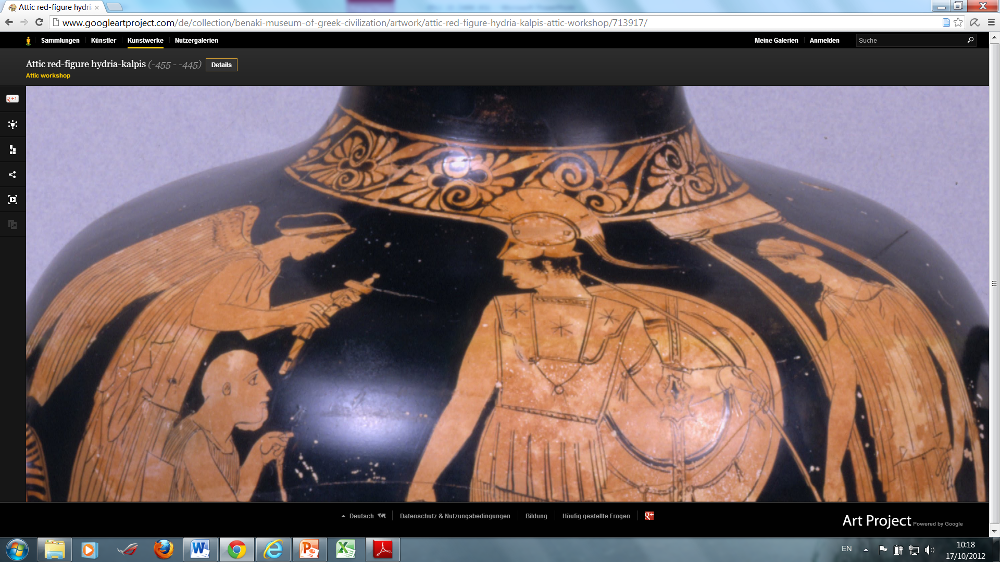 Attic red-figure hydri
www.googleartproject.com/de/collection/benaki-museum-of-greek-civilization/artwork/attic-red-figure-hydria-kalpis-attic-workshop/713917/
Sammlungen Künstler Kunstwerke Nutzergalerien Meine Galerien Anmelden Suche
Attic red-figure hydria-kalpis (-455 - -445) Details
Attic workshop
g +1
Deutsch Datenschutz & Nutzungsbedingungen Bildung Häufig gestellte Fragen g+
Art Project Powered by Google
EN
10:18
17/10/2012